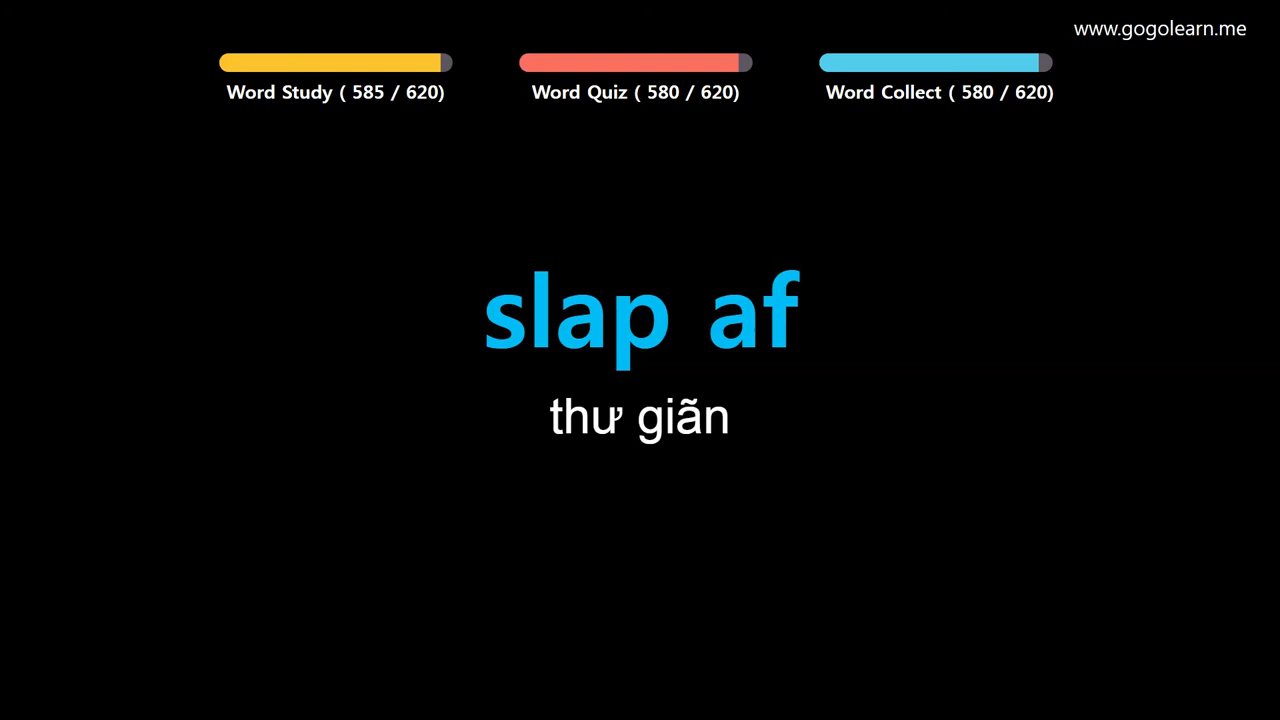 www.gogolearn.me
Word Study ( 585 / 620)
Word Quiz ( 580 / 620)
Word Collect ( 580 / 620)
slap af
thư giãn